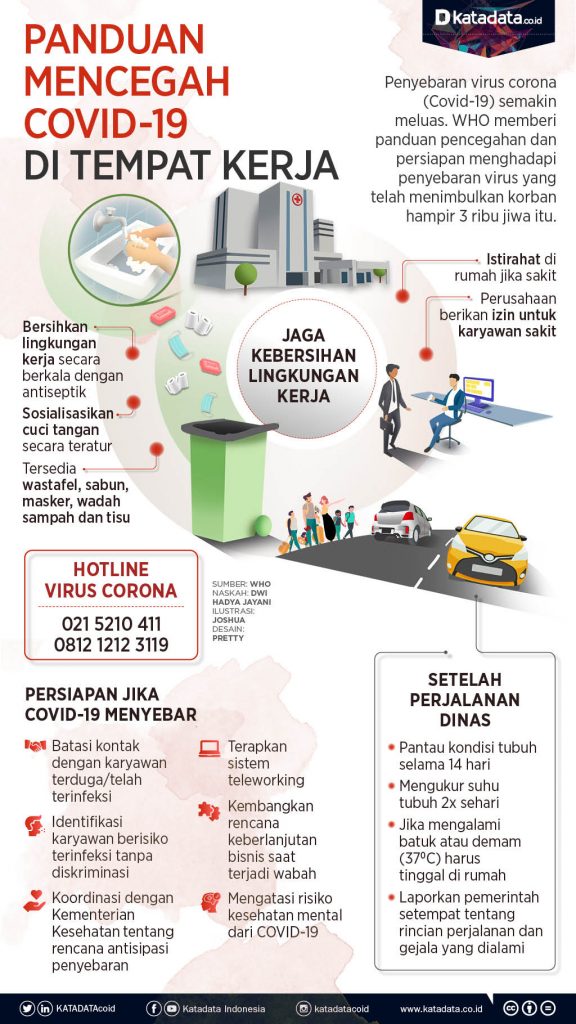 Dkatadata.co.id
PANDUAN
MENCEGAH
COVID-19
DI TEMPAT KERJA
Penyebaran virus corona
(Covid-19) semakin
meluas. WHO memberi
panduan pencegahan dan
persiapan menghadapi
penyebaran virus yang
telah menimbulkan korban
hampir 3 ribu jiwa itu.
Istirahat di
rumah jika sakit
Perusahaan
berikan izin untuk
karyawan sakit
JAGA
KEBERSIHAN
LINGKUNGAN
KERJA
Bersihkan
lingkungan
kerja secara
berkala dengan
antiseptik
Sosialisasikan
cuci tangan
secara teratur
Tersedia
wastafel, sabun,
masker, wadah
sampah dan tisu
HOTLINE
VIRUS CORONA
021 5210 411
0812 1212 3119
SUMBER: WHO
NASKAH: DWI
HADYA JAYANI
ILUSTRASI:
JOSHUA
DESAIN:
PRETTY
PERSIAPAN JIKA
COVID-19 MENYEBAR
Batasi kontak
dengan karyawan
terduga/telah
terinfeksi
Identifikasi
karyawan berisiko
terinfeksi tanpa
diskriminasi
Koordinasi dengan
Kementerian
Kesehatan tentang
rencana antisipasi
penyebaran
Terapkan
sistem
teleworking
Kembangkan
rencana
keberlanjutan
bisnis saat
terjadi wabah
Mengatasi risiko
kesehatan mental
dari COVID-19
SETELAH
PERJALANAN
DINAS
Pantau kondisi tubuh
selama 14 hari
Mengukur suhu
tubuh 2x sehari
Jika mengalami
batuk atau demam
(37⁰C) harus
tinggal di rumah
Laporkan pemerintah
setempat tentang
rincian perjalanan dan
gejala yang dialami
KATADATAcoid
Katadata Indonesia
katadatacoid
www.katadata.co.id